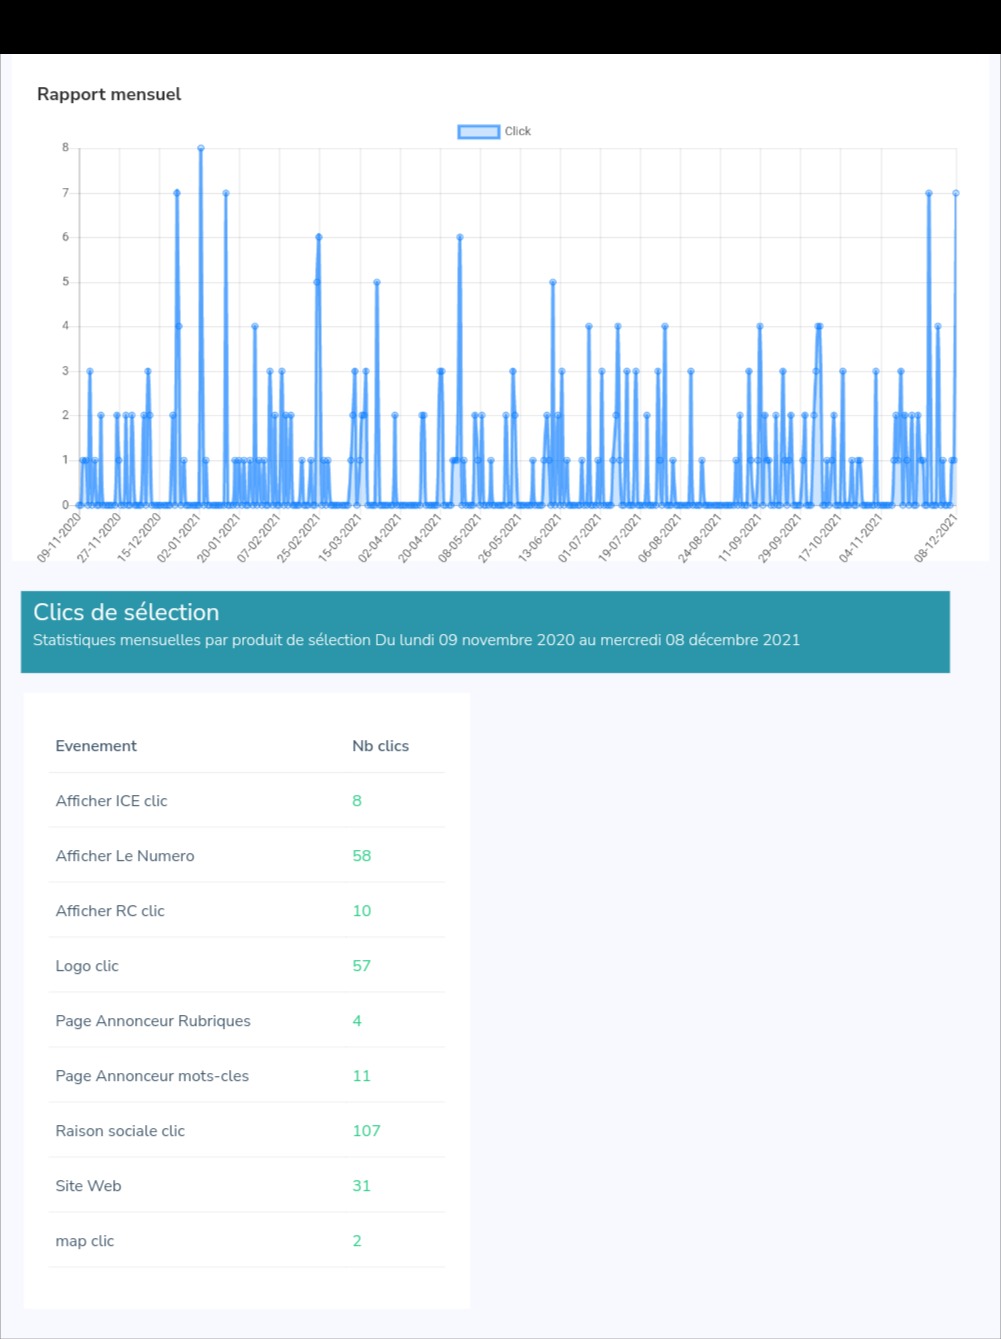 Rapport mensuel
Click
8
7
6
5
4
3
2
1
0
09-11-2020 27-11-2020 15-12-2020 02-01-2021 20-01-2021 07-02-2021 25-02-2021 15-03-2021 02-04-2021 20-04-2021 08-05-2021 26-05-2021 13-06-2021 01-07-2021 19-07-2021 06-08-2021 24-08-2021 11-09-2021 29-09-2021 17-10-2021 04-11-2021 08-12-2021
Clics de sélection
Statistiques mensuelles par produit de sélection Du lundi 09 novembre 2020 au mercredi 08 décembre 2021
Evenement Nb clics
Afficher ICE clic 8
Afficher Le Numero 58
Afficher RC clic 10
Logo clic 57
Page Annonceur Rubriques 4
Page Annonceur mots-cles 11
Raison sociale clic 107
Site Web 31
map clic 2